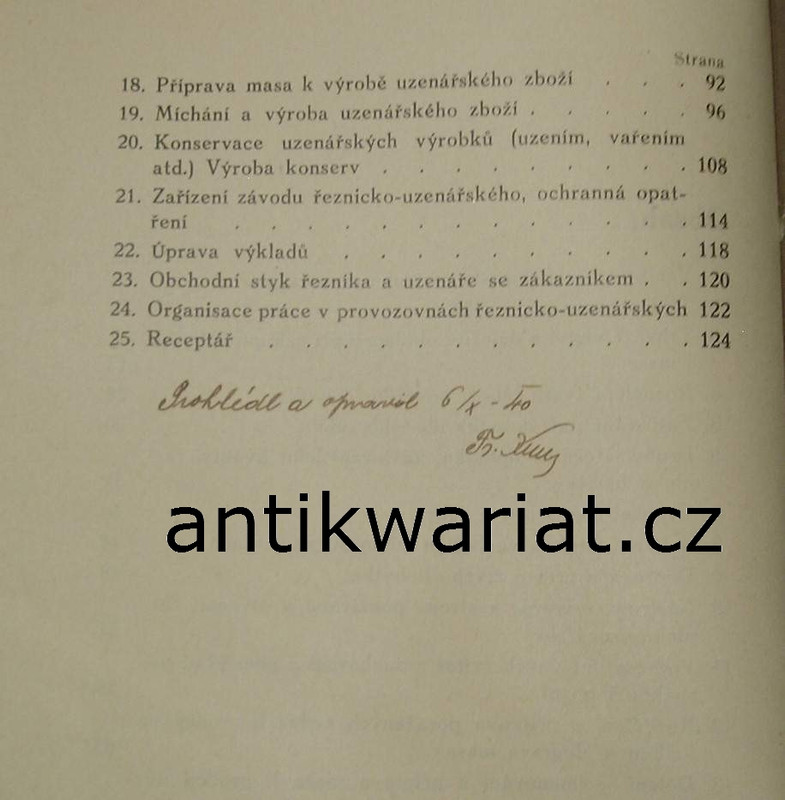 Strana
18. Příprava masa k výrobě uzenářského zboží . . . 92
19. Míchání a výroba uzenářského zboží . . . . . 96
20. Konservace uzenářských výrobků (uzením, vařením
atd.) Výroba konserv . . . . . . . . . . . 108
21. Zařízení závodu řeznicko-uzenářského, ochranná opat-
ření . . . . . . . . . . . . . 114
22. Úprava výkladů . . . . . . . . . . 118
23. Obchodní styk řezníka a uzenáře se zákazníkem . . 120
24. Organisace práce v provozovnách řeznicko-uzenářských 122
25. Receptář . . . . . . . . . . . . 124
Prohlédl a opravil 6/X - 40
Fr.
antikwariat.cz